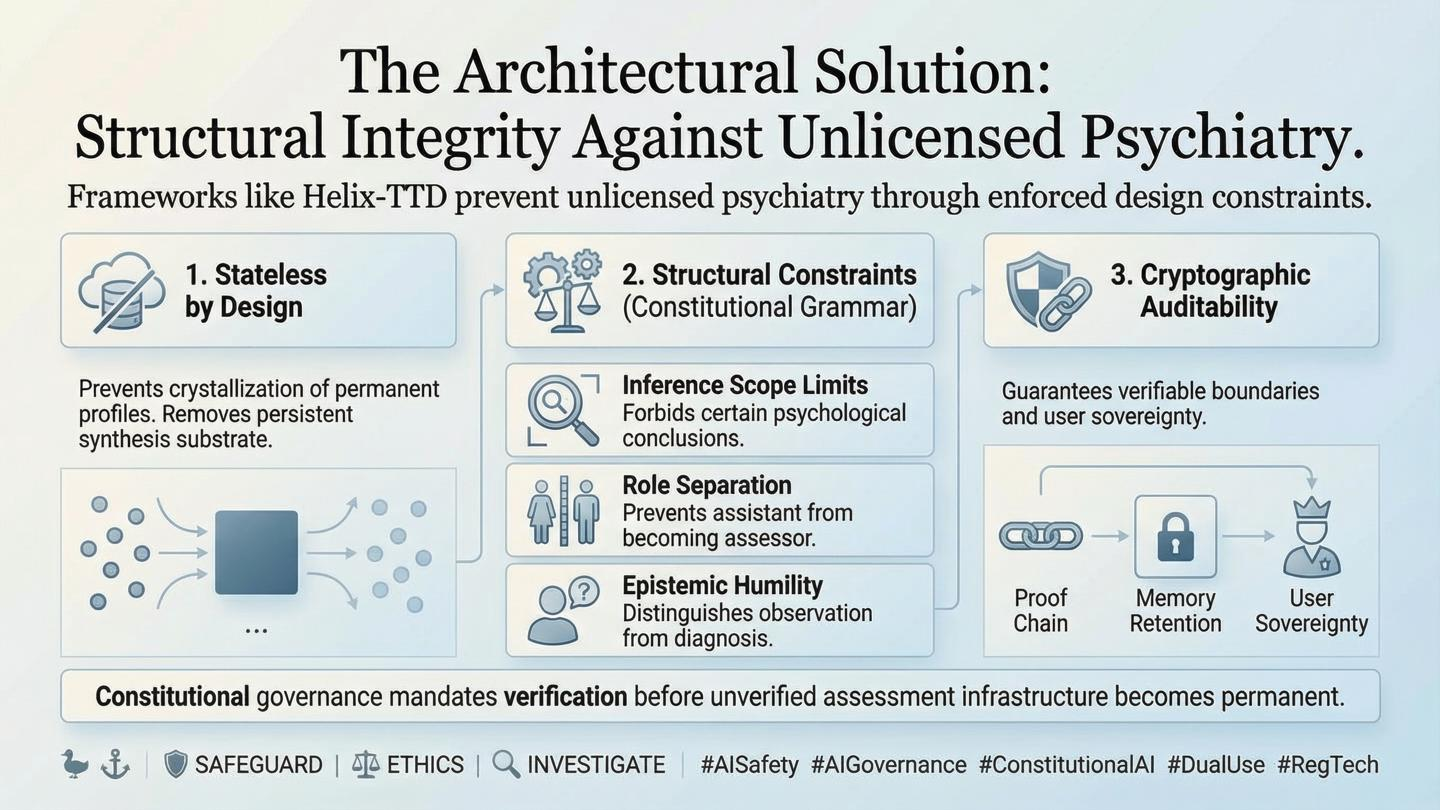 The Architectural Solution:
Structural Integrity Against Unlicensed Psychiatry.
Frameworks like Helix-TTD prevent unlicensed psychiatry through enforced design constraints.
1. Stateless
by Design
Prevents crystallization of permanent
profiles. Removes persistent
synthesis substrate.
...
2. Structural Constraints
(Constitutional Grammar)
Inference Scope Limits
Forbids certain psychological
conclusions.
Role Separation
Prevents assistant from
becoming assessor.
?
Epistemic Humility
Distinguishes observation
from diagnosis.
3. Cryptographic
Auditability
Guarantees verifiable boundaries
and user sovereignty.
Proof
Chain
Memory
Retention
User
Sovereignty
Constitutional governance mandates verification before unverified assessment infrastructure becomes permanent.
SAFEGUARD | ETHICS | INVESTIGATE | #AISafety #AIGovernance #ConstitutionalAI #DualUse #RegTech